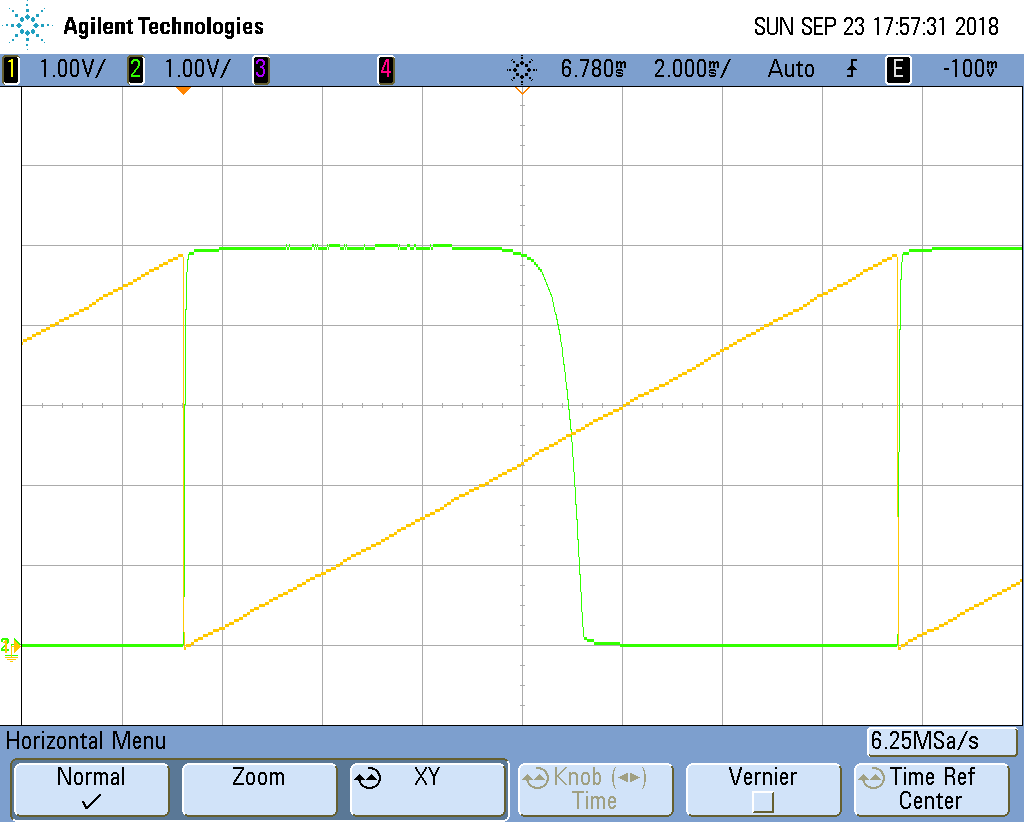 Agilent Technologies SUN SEP 23 17:57:31 2018
1 1.00V/ 2 1.00V/ 3 4 6.780ms 2.000ms/ Auto E -100mV
2
Horizontal Menu 6.25MSa/s
Normal Zoom XY Knob (◄►) Vernier Time Ref
✓ Time Center